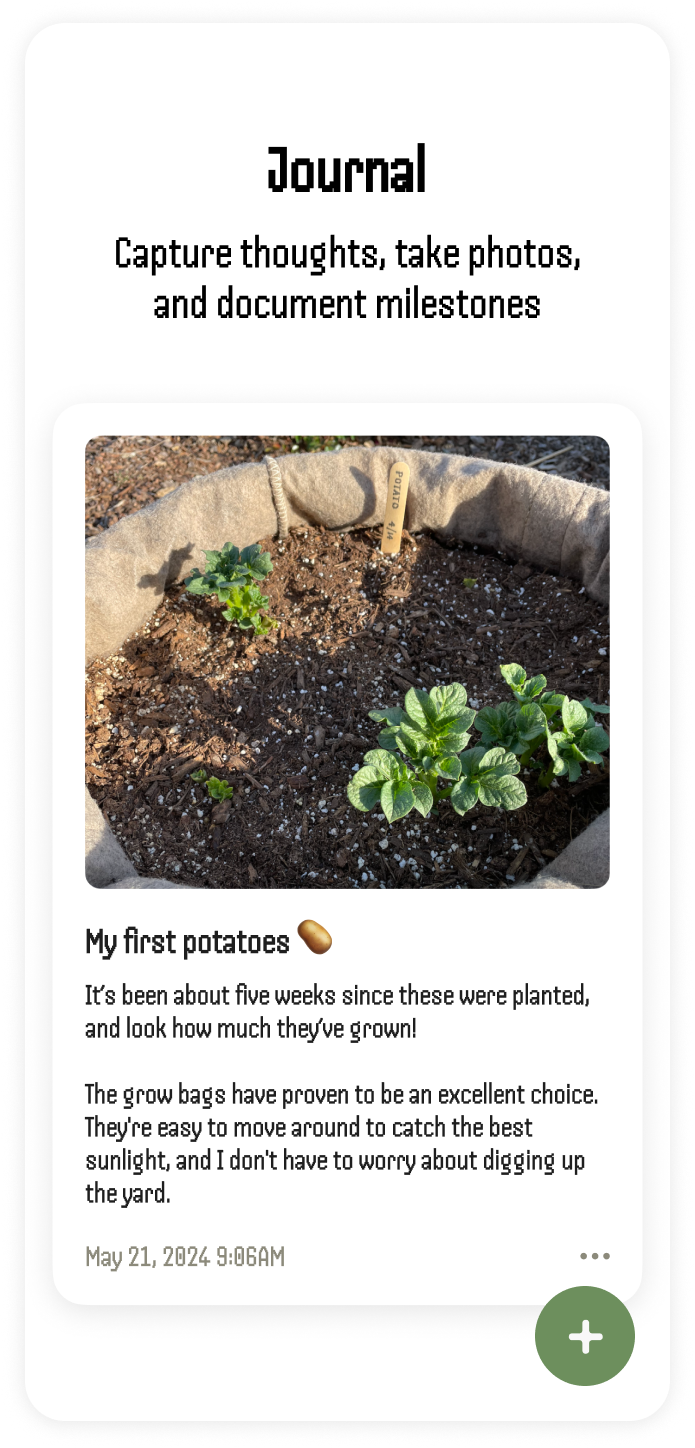 Journal
Capture thoughts, take photos,
and document milestones
POTATO 4/14
My first potatoes 🥔
It’s been about five weeks since these were planted,
and look how much they’ve grown!
The grow bags have proven to be an excellent choice.
They're easy to move around to catch the best
sunlight, and I don't have to worry about digging up
the yard.
May 21, 2024 9:06AM